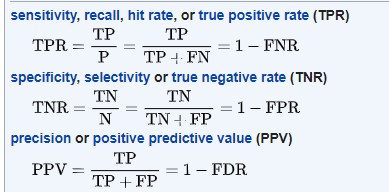 sensitivity, recall, hit rate, or true positive rate (TPR)
TPR = TP / P = TP / (TP + FN) = 1 − FNR
specificity, selectivity or true negative rate (TNR)
TNR = TN / N = TN / (TN + FP) = 1 − FPR
precision or positive predictive value (PPV)
PPV = TP / (TP + FP) = 1 − FDR